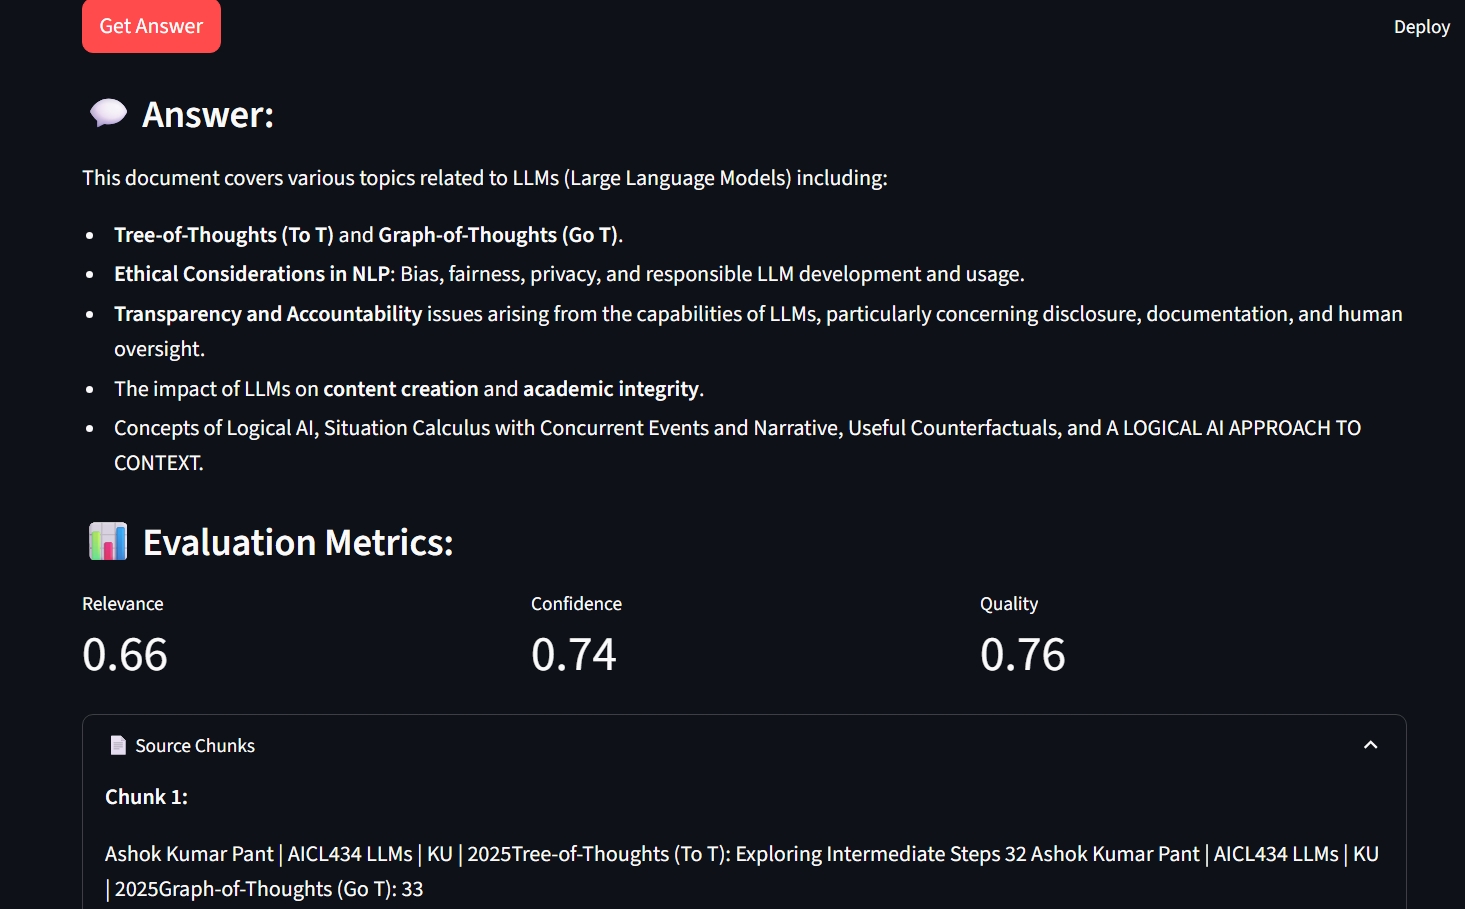 Get Answer
Deploy
Answer:
This document covers various topics related to LLMs (Large Language Models) including:
Tree-of-Thoughts (To T) and Graph-of-Thoughts (Go T).
Ethical Considerations in NLP: Bias, fairness, privacy, and responsible LLM development and usage.
Transparency and Accountability issues arising from the capabilities of LLMs, particularly concerning disclosure, documentation, and human
oversight.
The impact of LLMs on content creation and academic integrity.
Concepts of Logical AI, Situation Calculus with Concurrent Events and Narrative, Useful Counterfactuals, and A LOGICAL AI APPROACH TO
CONTEXT.
Evaluation Metrics:
Relevance
Confidence
Quality
0.66
0.74
0.76
Source Chunks
Chunk 1:
Ashok Kumar Pant | AICL434 LLMs | KU | 2025Tree-of-Thoughts (To T): Exploring Intermediate Steps 32 Ashok Kumar Pant | AICL434 LLMs | KU
| 2025Graph-of-Thoughts (Go T): 33